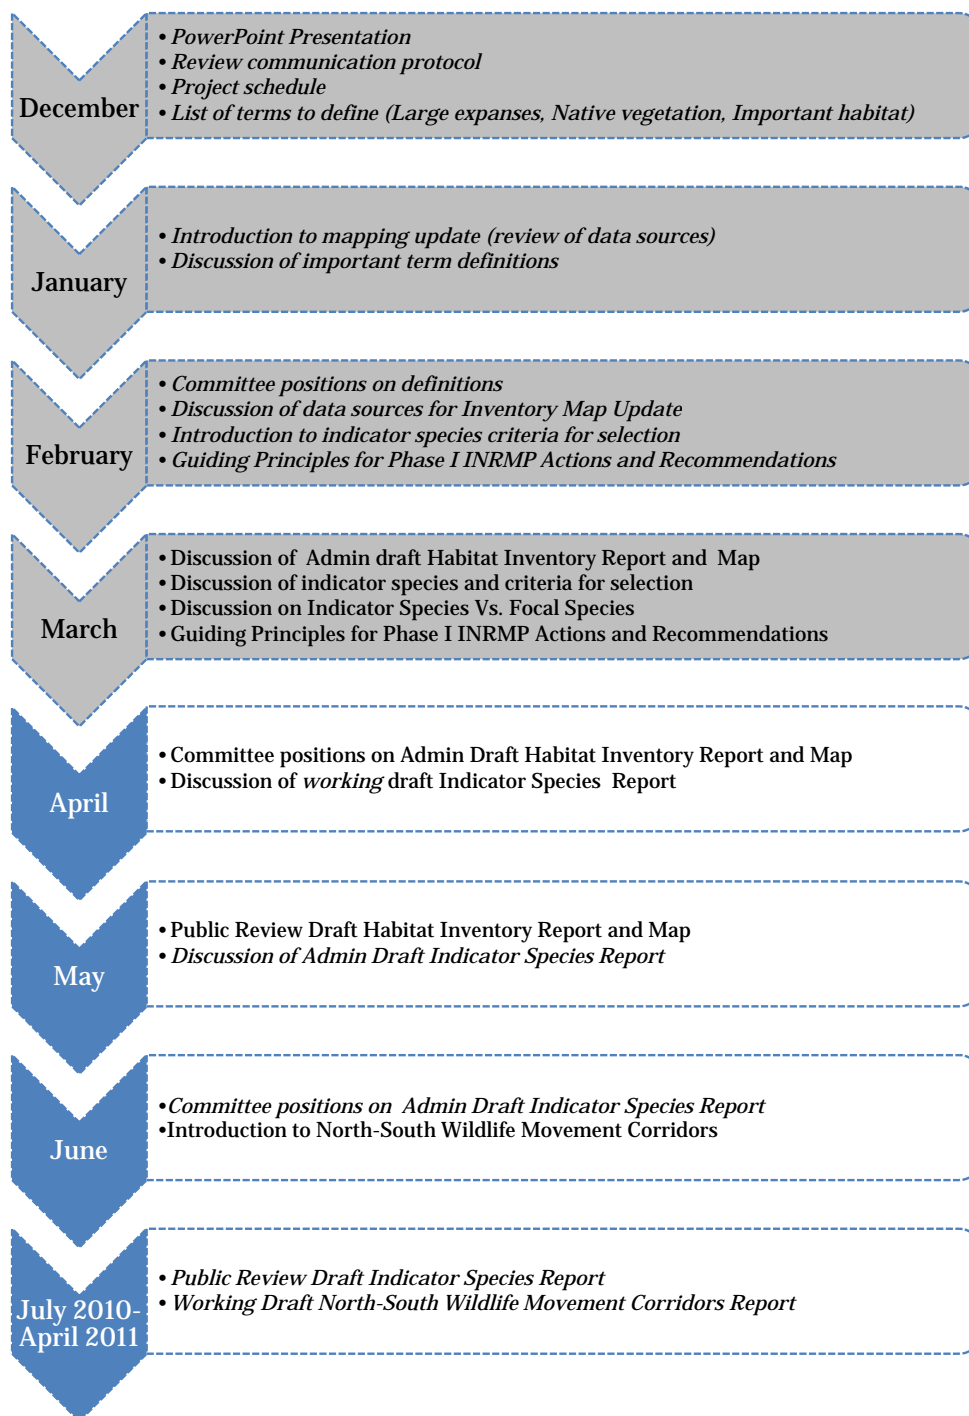 December
• PowerPoint Presentation
• Review communication protocol
• Project schedule
• List of terms to define (Large expanses, Native vegetation, Important habitat)
January
• Introduction to mapping update (review of data sources)
• Discussion of important term definitions
February
• Committee positions on definitions
• Discussion of data sources for Inventory Map Update
• Introduction to indicator species criteria for selection
• Guiding Principles for Phase I INRMP Actions and Recommendations
March
• Discussion of Admin draft Habitat Inventory Report and Map
• Discussion of indicator species and criteria for selection
• Discussion on Indicator Species Vs. Focal Species
• Guiding Principles for Phase I INRMP Actions and Recommendations
April
• Committee positions on Admin Draft Habitat Inventory Report and Map
• Discussion of working draft Indicator Species Report
May
• Public Review Draft Habitat Inventory Report and Map
• Discussion of Admin Draft Indicator Species Report
June
•Committee positions on Admin Draft Indicator Species Report
•Introduction to North-South Wildlife Movement Corridors
July 2010-
April 2011
• Public Review Draft Indicator Species Report
• Working Draft North-South Wildlife Movement Corridors Report